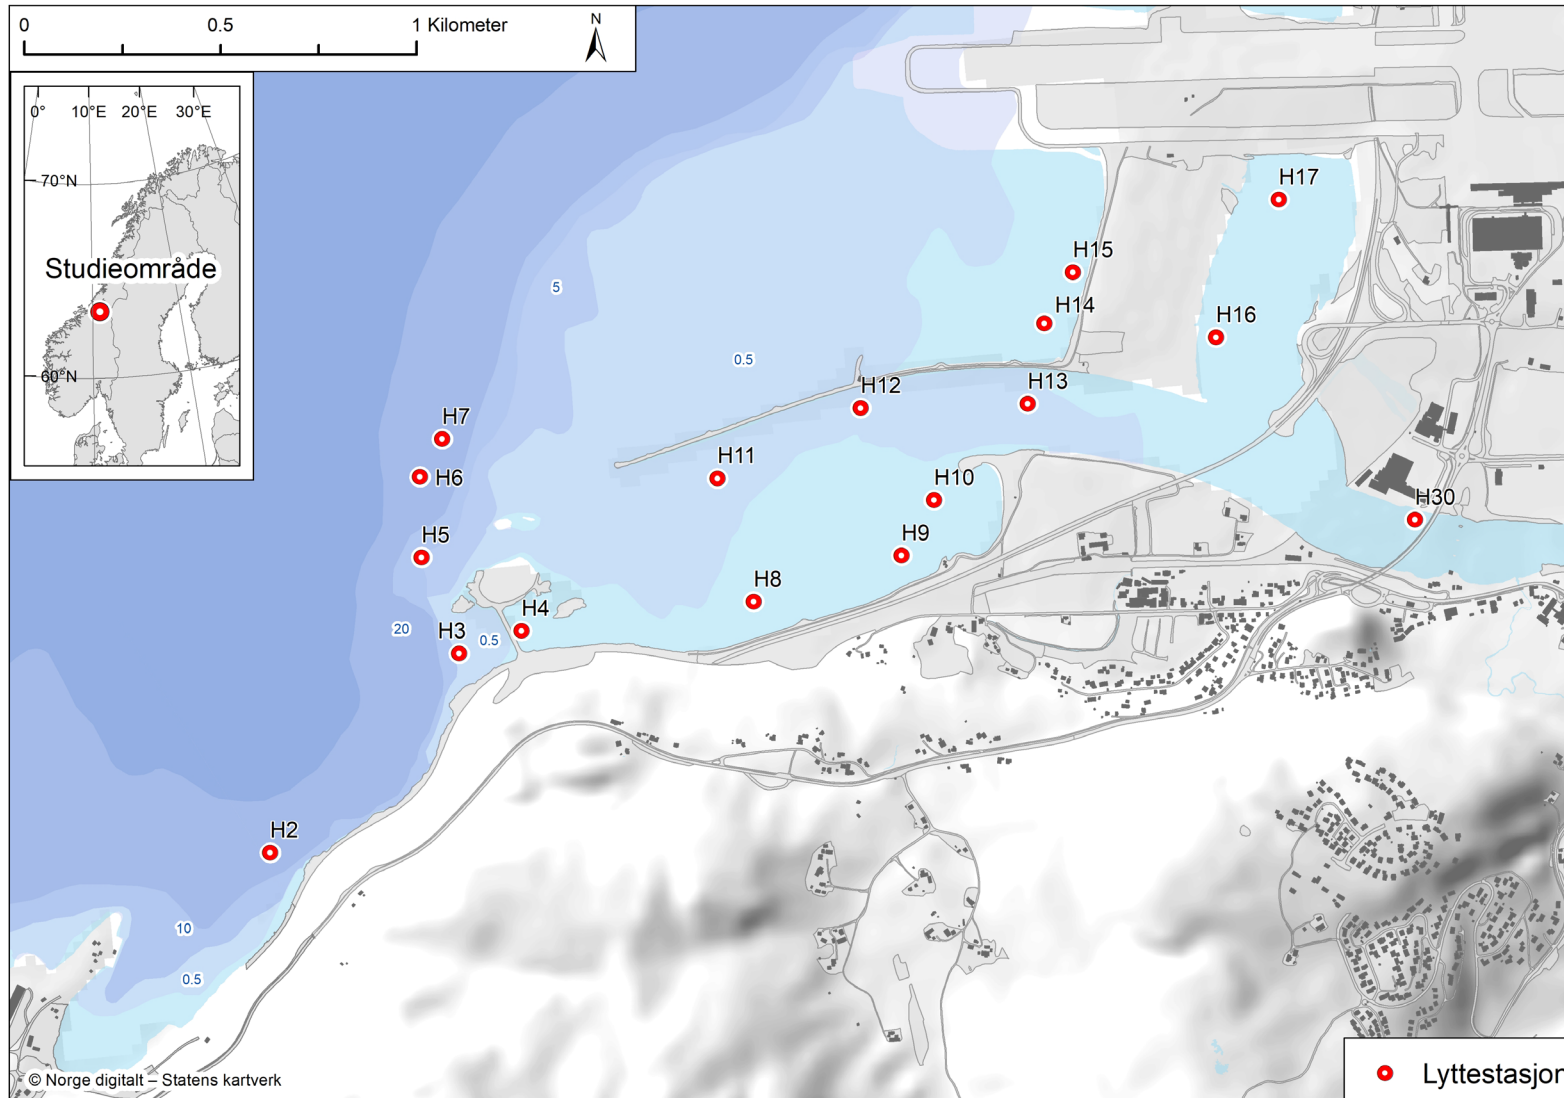 0 0.5 1 Kilometer
N
0° 10°E 20°E 30°E
70°N
Studieområde
60°N
H17
H15
5
H14
H16
0.5
H12
H13
H7
H11
H6
H10
H30
H5
H9
H8
H4
20
H3
0.5
H2
10
0.5
© Norge digitalt – Statens kartverk
Lyttestasjon